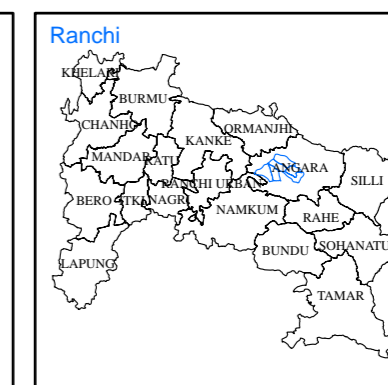 Ranchi
KHELARI
BURMU
CHANHO
ORMANJHI
KANKE
MANDAR
RATU
ANGARA
RANCHI URBAN
SILLI
BERO
ITKI
NAGRI
NAMKUM
RAHE
BUNDU
SOHANATU
LAPUNG
TAMAR